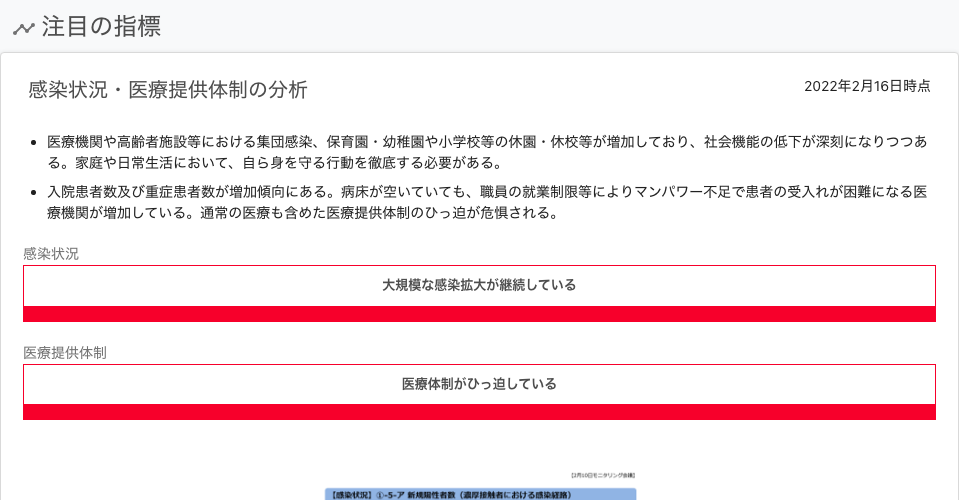 注目の指標
感染状況・医療提供体制の分析
2022年2月16日時点
医療機関や高齢者施設等における集団感染、保育園・幼稚園や小学校等の休園・休校等が増加しており、社会機能の低下が深刻になりつつあ
る。家庭や日常生活において、自ら身を守る行動を徹底する必要がある。
入院患者数及び重症患者数が増加傾向にある。病床が空いていても、職員の就業制限等によりマンパワー不足で患者の受入れが困難になる医
療機関が増加している。通常の医療も含めた医療提供体制のひっ迫が危惧される。
感染状況
大規模な感染拡大が継続している
医療提供体制
医療体制がひっ迫している
【2月10日モニタリング会議】
【感染状況】①-5-ア 新規陽性者数（濃厚接触者における感染経路）